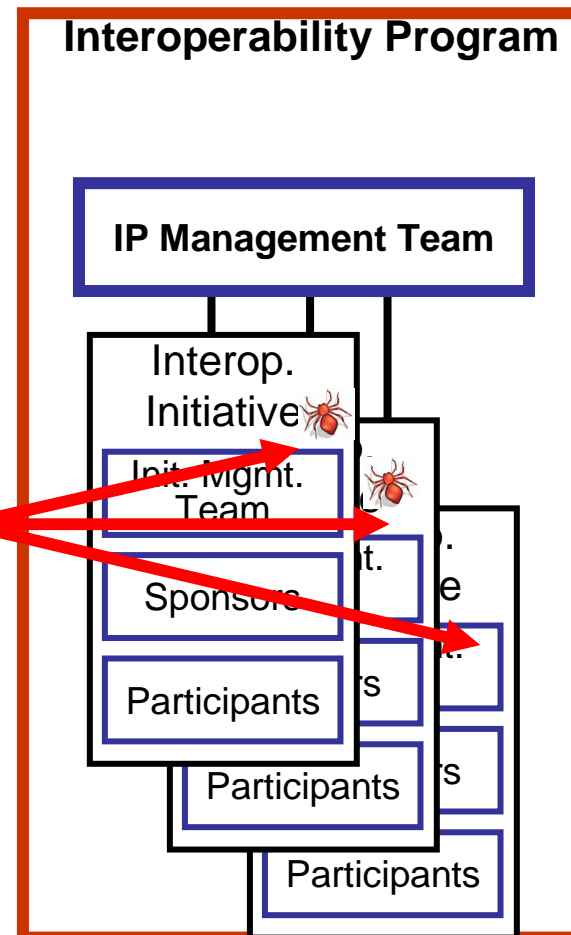 Interoperability Program
IP Management Team
Interop.
Initiative
Init. Mgmt.
Team
Sponsors
Participants
Participants
Participants